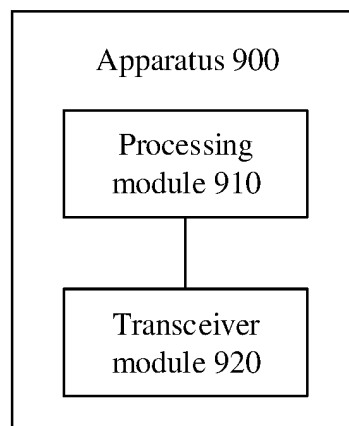 Apparatus 900
Processing
module 910
Transceiver
module 920